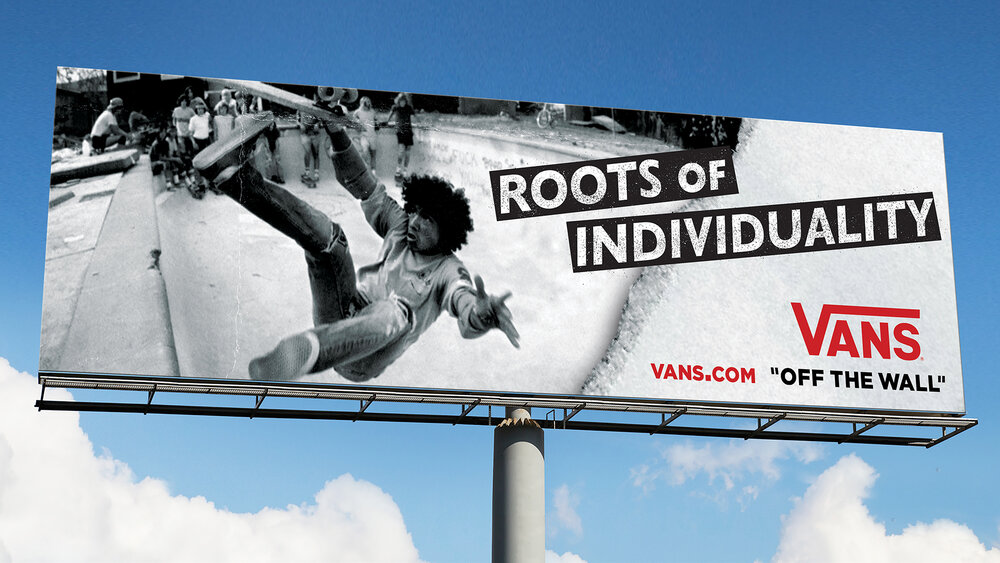 ROOTS OF
INDIVIDUALITY
VANS
VANS.COM "OFF THE WALL"